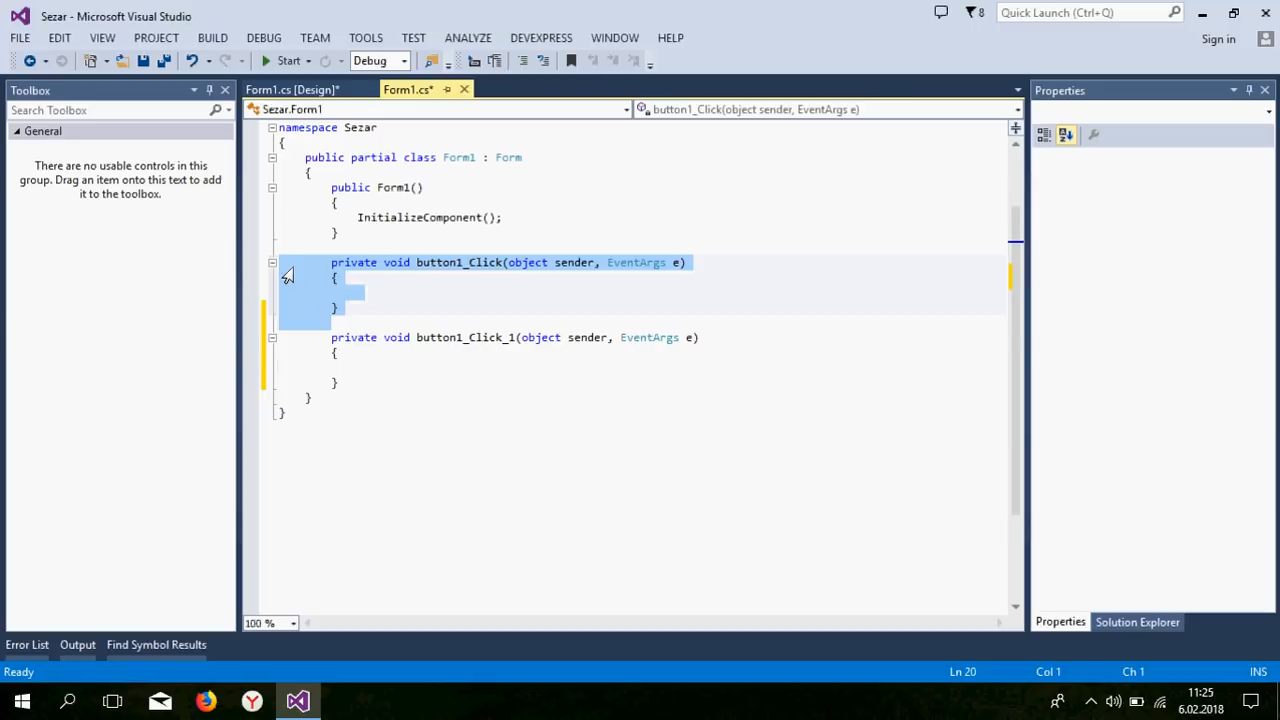 Sezar - Microsoft Visual Studio
8
Quick Launch (Ctrl+Q)
FILE EDIT VIEW PROJECT BUILD DEBUG TEAM TOOLS TEST ANALYZE DEVEXPRESS WINDOW HELP
Sign in
Start
Debug
Toolbox
Form1.cs [Design]*
Form1.cs*
Properties
Search Toolbox
Sezar.Form1
button1_Click(object sender, EventArgs e)
General
There are no usable controls in this
group. Drag an item onto this text to add
it to the toolbox.
namespace Sezar
{
public partial class Form1 : Form
{
public Form1()
{
InitializeComponent();
}
private void button1_Click(object sender, EventArgs e)
{
}
private void button1_Click_1(object sender, EventArgs e)
{
}
}
}
100 %
Properties
Solution Explorer
Error List
Output
Find Symbol Results
Ready
Ln 20
Col 1
Ch 1
INS
11:25
6.02.2018